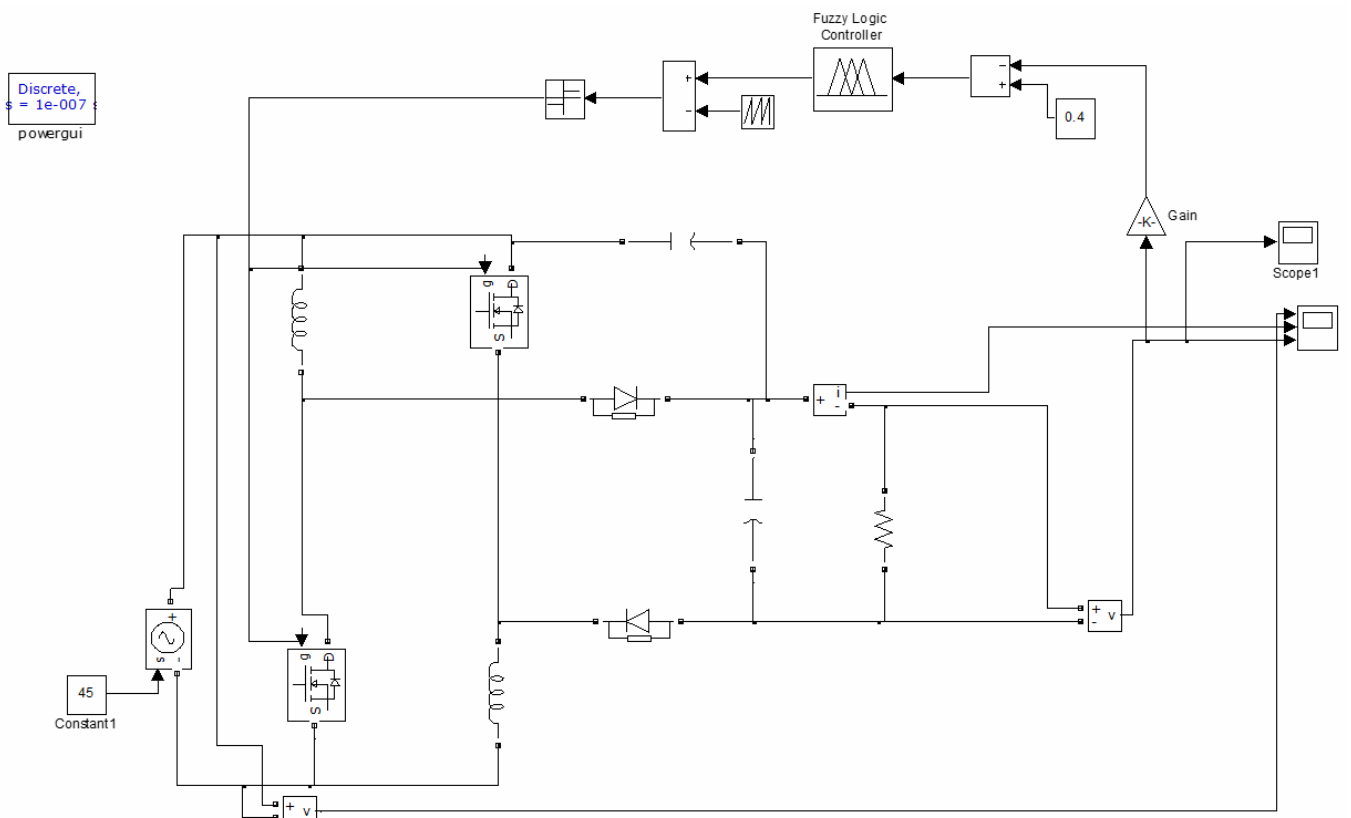 Fuzzy Logic
Controller
Discrete,
s = 1e-007 s
powergui
+
-
-
+
0.4
-K-
Gain
Scope1
g
D
S
+
i
-
+
s
-
45
Constant1
g
D
S
+
-
v
+
v